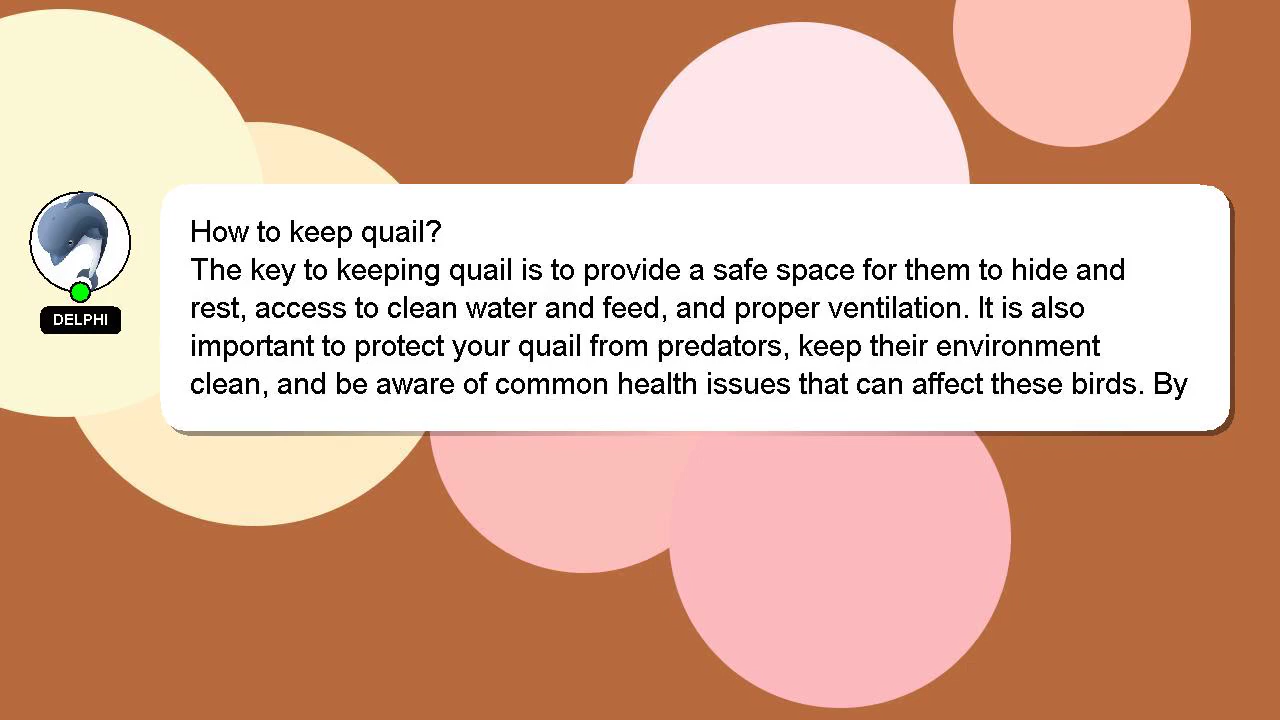 How to keep quail?
The key to keeping quail is to provide a safe space for them to hide and
rest, access to clean water and feed, and proper ventilation. It is also
important to protect your quail from predators, keep their environment
clean, and be aware of common health issues that can affect these birds. By
DELPHI